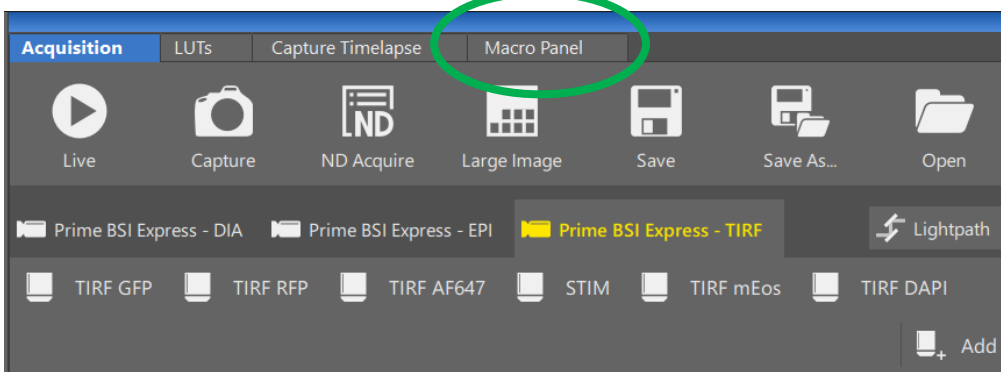 Acquisition LUTs Capture Timelapse Macro Panel
ND
Live Capture ND Acquire Large Image Save Save As... Open
Prime BSI Express - DIA Prime BSI Express - EPI Prime BSI Express - TIRF Lightpath
TIRF GFP TIRF RFP TIRF AF647 STIM TIRF mEos TIRF DAPI
Add